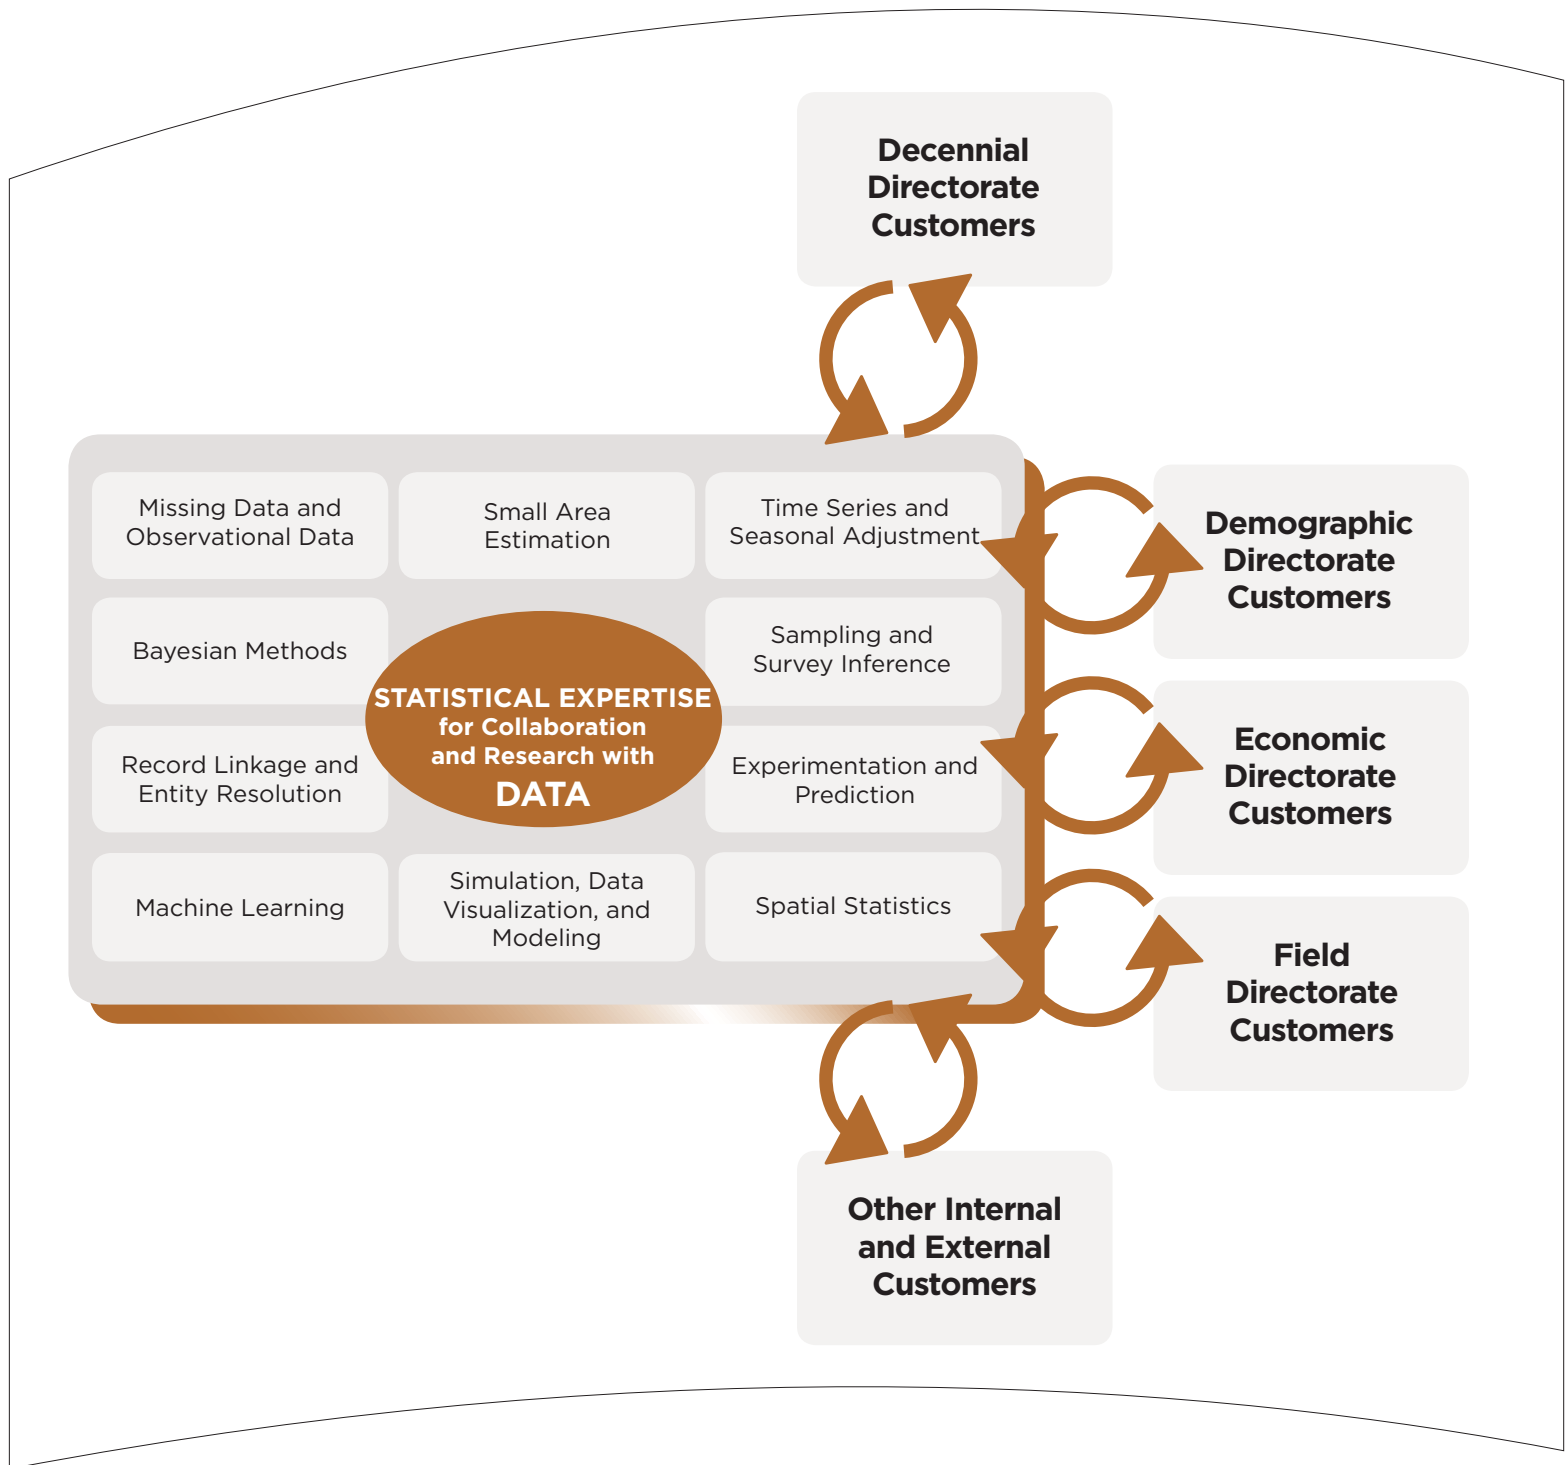 Decennial
Directorate
Customers
Missing Data and
Observational Data
Small Area
Estimation
Time Series and
Seasonal Adjustment
Bayesian Methods
Sampling and
Survey Inference
STATISTICAL EXPERTISE
for Collaboration
and Research with
DATA
Record Linkage and
Entity Resolution
Experimentation and
Prediction
Machine Learning
Simulation, Data
Visualization, and
Modeling
Spatial Statistics
Demographic
Directorate
Customers
Economic
Directorate
Customers
Field
Directorate
Customers
Other Internal
and External
Customers